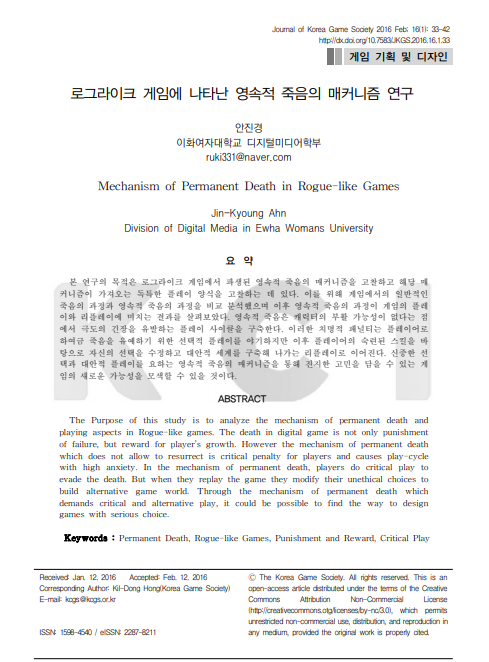 Journal of Korea Game Society 2016 Feb; 16(1): 33-42
http://dx.doi.org/10.7583/JKGS.2016.16.1.33
게임 기획 및 디자인
로그라이크 게임에 나타난 영속적 죽음의 매커니즘 연구
안진경
이화여자대학교 디지털미디어학부
ruki331@naver.com
Mechanism of Permanent Death in Rogue-like Games
Jin-Kyoung Ahn
Division of Digital Media in Ewha Womans University
요 약
본 연구의 목적은 로그라이크 게임에서 파생된 영속적 죽음의 매커니즘을 고찰하고 해당 매
커니즘이 가져오는 독특한 플레이 양식을 고찰하는 데 있다. 이를 위해 게임에서의 일반적인
죽음의 과정과 영속적 죽음의 과정을 비교 분석했으며 이후 영속적 죽음의 과정이 게임의 플레
이와 리플레이에 미치는 결과를 살펴보았다. 영속적 죽음은 캐릭터의 부활 가능성이 없다는 점
에서 극도의 긴장을 유발하는 플레이 사이클을 구축한다. 이러한 치명적 패널티는 플레이어로
하여금 죽음을 유예하기 위한 선택적 플레이를 야기하지만 이후 플레이어의 숙련된 스킬을 바
탕으로 자신의 선택을 수정하고 대안적 세계를 구축해 나가는 리플레이로 이어진다. 신중한 선
택과 대안적 플레이를 요하는 영속적 죽음의 매커니즘을 통해 진지한 고민을 담을 수 있는 게
임의 새로운 가능성을 모색할 수 있을 것이다.
KCI
ABSTRACT
The Purpose of this study is to analyze the mechanism of permanent death and
playing aspects in Rogue-like games. The death in digital game is not only punishment
of failure, but reward for player's growth. However the mechanism of permanent death
which does not allow to resurrect is critical penalty for players and causes play-cycle
with high anxiety. In the mechanism of permanent death, players do critical play to
evade the death. But when they replay the game they modify their unethical choices to
build alternative game world. Through the mechanism of permanent death which
demands critical and alternative play, it could be possible to find the way to design
games with serious choice.
Keywords : Permanent Death, Rogue-like Games, Punishment and Reward, Critical Play
Received: Jan. 12. 2016 Accepted: Feb. 12. 2016
Corresponding Author: Kil-Dong Hong(Korea Game Society)
E-mail: kcgs@kcgs.or.kr
ISSN: 1598-4540 / eISSN: 2287-8211
ⓒ The Korea Game Society. All rights reserved. This is an
open-access article distributed under the terms of the Creative
Commons Attribution Non-Commercial License
(http://creativecommons.otg/licenses/by-nc/3.0), which permits
unrestricted non-commercial use, distribution, and reproduction in
any medium, provided the original work is properly cited.